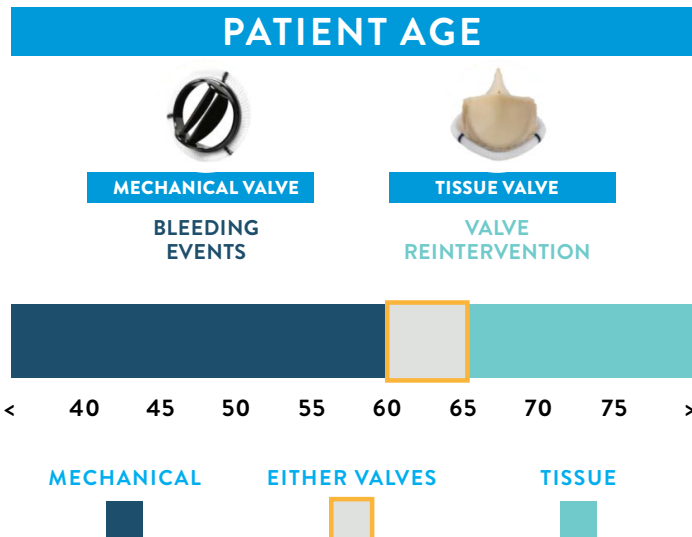 PATIENT AGE
MECHANICAL VALVE
TISSUE VALVE
BLEEDING
EVENTS
VALVE
REINTERVENTION
< 40 45 50 55 60 65 70 75 >
MECHANICAL
EITHER VALVES
TISSUE